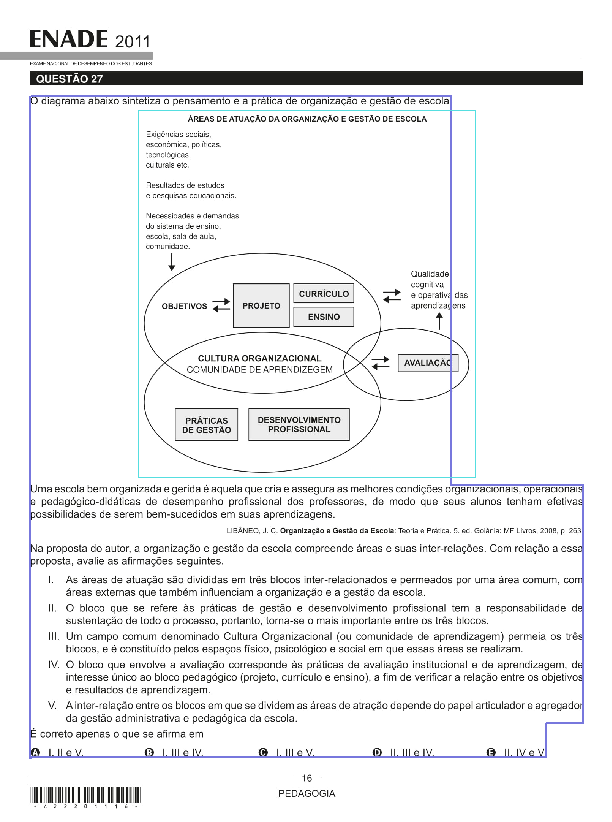 ENADE 2011
EXAME NACIONAL DE DESEMPENHO DOS ESTUDANTES
QUESTÃO 27
O diagrama abaixo sintetiza o pensamento e a prática de organização e gestão de escola
ÁREAS DE ATUAÇÃO DA ORGANIZAÇÃO E GESTÃO DE ESCOLA
Exigências sociais,
econômica, políticas,
tecnológicas
culturais etc.
Resultados de estudos
e pesquisas educacionais.
Necessidades e demandas
do sistema de ensino,
escola, sala de aula,
comunidade.
Qualidade
cognitiva
e operativa das
aprendizagens
OBJETIVOS
PROJETO
CURRÍCULO
ENSINO
CULTURA ORGANIZACIONAL
COMUNIDADE DE APRENDIZEGEM
AVALIAÇÃO
PRÁTICAS
DE GESTÃO
DESENVOLVIMENTO
PROFISSIONAL
Uma escola bem organizada e gerida é aquela que cria e assegura as melhores condições organizacionais, operacionais
e pedagógico-didáticas de desempenho profissional dos professores, de modo que seus alunos tenham efetivas
possibilidades de serem bem-sucedidos em suas aprendizagens.
LIBÂNEO, J. C. Organização e Gestão da Escola: Teoria e Prática. 5. ed. Goiânia: MF Livros, 2008, p. 263.
Na proposta do autor, a organização e gestão da escola compreende áreas e suas inter-relações. Com relação a essa
proposta, avalie as afirmações seguintes.
I. As áreas de atuação são divididas em três blocos inter-relacionados e permeados por uma área comum, com
áreas externas que também influenciam a organização e a gestão da escola.
II. O bloco que se refere às práticas de gestão e desenvolvimento profissional tem a responsabilidade de
sustentação de todo o processo, portanto, torna-se o mais importante entre os três blocos.
III. Um campo comum denominado Cultura Organizacional (ou comunidade de aprendizagem) permeia os três
blocos, e é constituído pelos espaços físico, psicológico e social em que essas áreas se realizam.
IV. O bloco que envolve a avaliação corresponde às práticas de avaliação institucional e de aprendizagem, de
interesse único ao bloco pedagógico (projeto, currículo e ensino), a fim de verificar a relação entre os objetivos
e resultados de aprendizagem.
V. A inter-relação entre os blocos em que se dividem as áreas de atração depende do papel articulador e agregador
da gestão administrativa e pedagógica da escola.
É correto apenas o que se afirma em
A I, II e V. B I, III e IV. C I, III e V. D II, III e IV. E II, IV e V
16
PEDAGOGIA